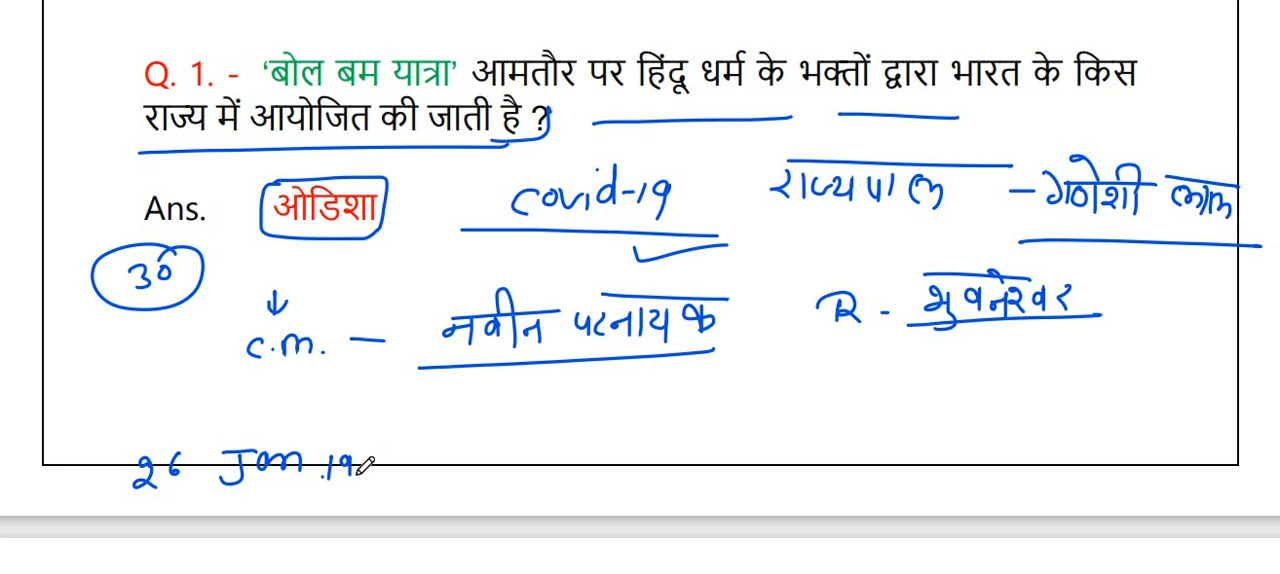 Q. 1. - ‘बोल बम यात्रा’ आमतौर पर हिंदू धर्म के भक्तों द्वारा भारत के किस
राज्य में आयोजित की जाती है ?
Ans. ओडिशा covid-19 राज्यपाल - गणेशी लाल
30
C.M. - नवीन पटनायक R - भुवनेश्वर
26 Jan. 19